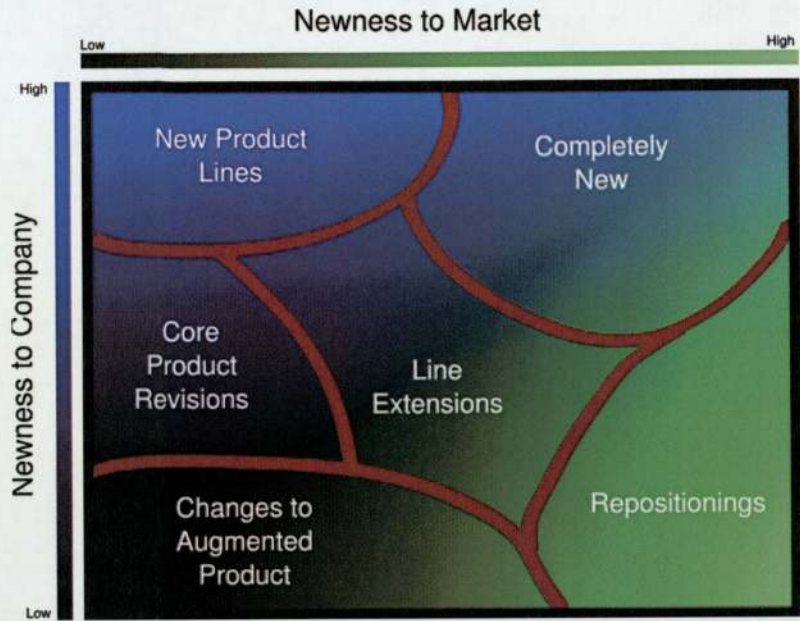 Newness to Market
Low
High
High
Newness to Company
Low
New Product
Lines
Completely
New
Core
Product
Revisions
Line
Extensions
Changes to
Augmented
Product
Repositionings